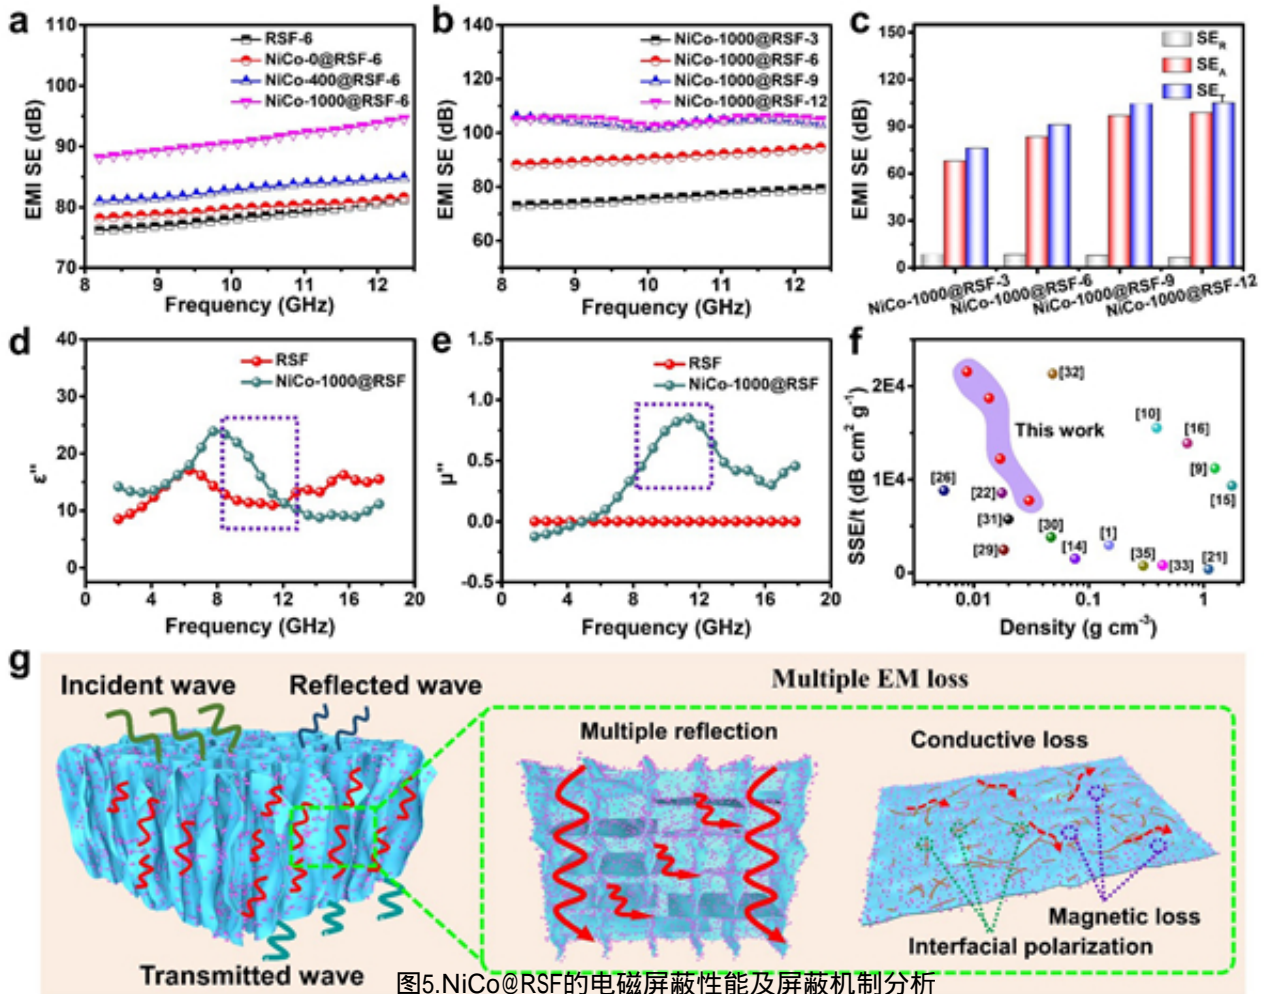 a
EMI SE (dB)
110
100
90
80
70
RSF-6
NiCo-0@RSF-6
NiCo-400@RSF-6
NiCo-1000@RSF-6
8 9 10 11 12
Frequency (GHz)
b
EMI SE (dB)
140
120
100
80
60
NiCo-1000@RSF-3
NiCo-1000@RSF-6
NiCo-1000@RSF-9
NiCo-1000@RSF-12
8 9 10 11 12
Frequency (GHz)
c
EMI SE (dB)
150
120
90
60
30
0
SE_R
SE_A
SE_T
NiCo-1000@RSF-3
NiCo-1000@RSF-6
NiCo-1000@RSF-9
NiCo-1000@RSF-12
d
ε''
40
30
20
10
0
RSF
NiCo-1000@RSF
0 4 8 12 16 20
Frequency (GHz)
e
μ''
1.5
1.0
0.5
0.0
-0.5
RSF
NiCo-1000@RSF
0 4 8 12 16 20
Frequency (GHz)
f
SSE/t (dB cm² g⁻¹)
2E4
1E4
0
[32]
[10]
[16]
This work
[9]
[26]
[22]
[15]
[31]
[30]
[1]
[29]
[14]
[35]
[33]
[21]
0.01 0.1 1
Density (g cm⁻³)
g
Incident wave
Reflected wave
Transmitted wave
Multiple EM loss
Multiple reflection
Conductive loss
Magnetic loss
Interfacial polarization
图5.NiCo@RSF的电磁屏蔽性能及屏蔽机制分析